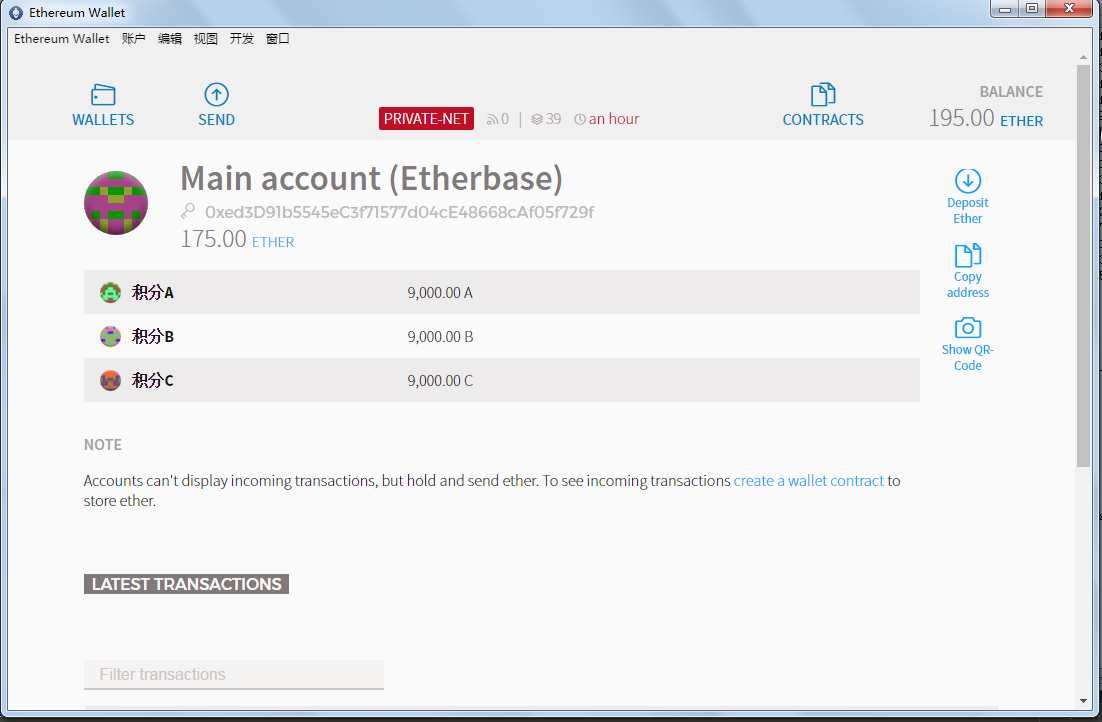 Ethereum Wallet
Ethereum Wallet 账户 编辑 视图 开发 窗口
WALLETS
SEND
PRIVATE-NET 0 | 39 an hour
CONTRACTS
BALANCE
195.00 ETHER
Main account (Etherbase)
0xed3D91b5545eC3f71577d04cE48668cAf05f729f
175.00 ETHER
Deposit
Ether
Copy
address
Show QR-
Code
积分A 9,000.00 A
积分B 9,000.00 B
积分C 9,000.00 C
NOTE
Accounts can't display incoming transactions, but hold and send ether. To see incoming transactions create a wallet contract to
store ether.
LATEST TRANSACTIONS
Filter transactions